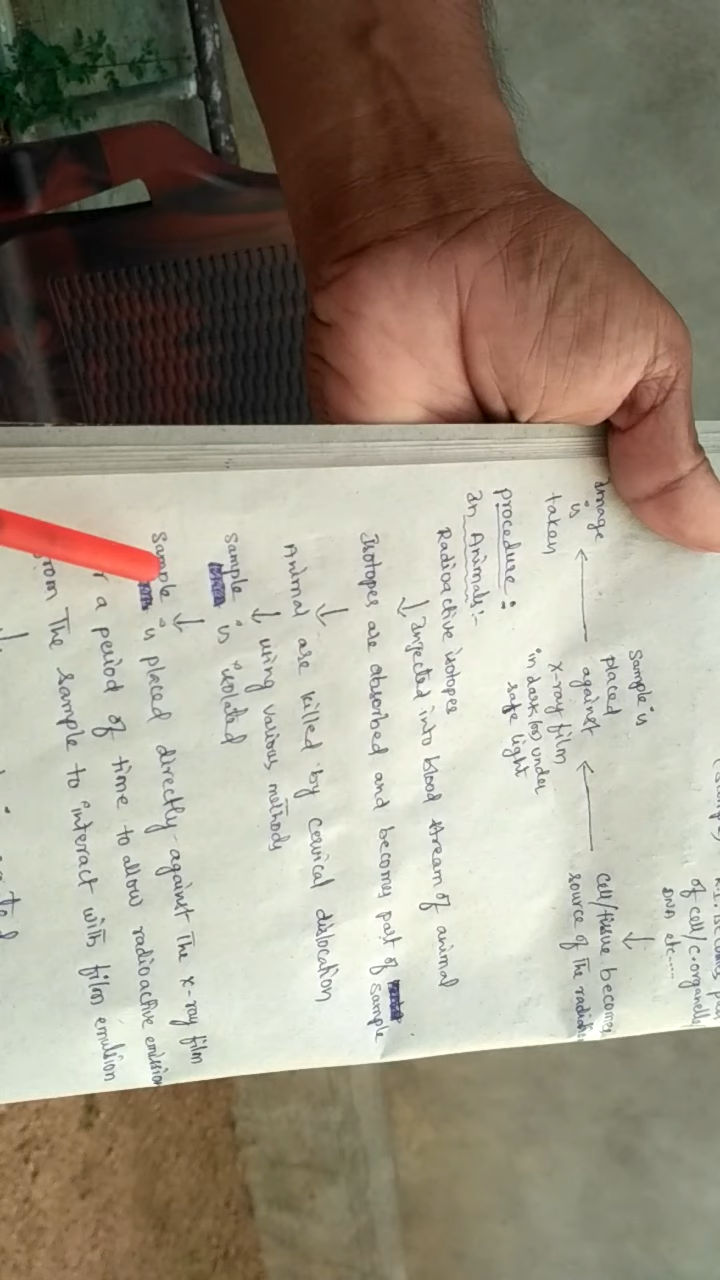 of cell/c.organells
DNA etc.....
cell/tissue becomes
source of the
Sample is
placed
against
x-ray film
in dark under
safe light
Image
is
taken
procedure :
In Animals:-
Radioactive isotopes
↓ Injected into blood stream of animal
Isotopes are absorbed and becomes part of sample
↓
Animal are killed by cervical dislocation
↓ using various methods
Sample is isolated
↓
Sample is placed directly against The x-ray film
a period of time to allow radioactive emission
from The sample to interact with film emulsion